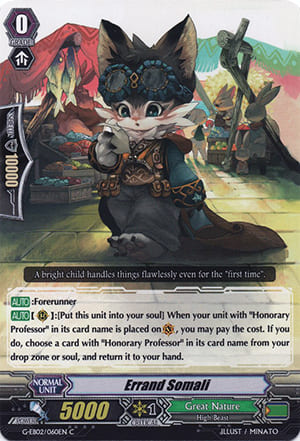 GRADE
0
SHIELD
10000
A bright child handles things flawlessly even for the "first time".
AUTO:Forerunner
AUTO[ ]:[Put this unit into your soul] When your unit with "Honorary
Professor" in its card name is placed on , you may pay the cost. If you
do, choose a card with "Honorary Professor" in its card name from your
drop zone or soul, and return it to your hand.
NORMAL
UNIT
Errand Somali
POWER
5000
1
CRITICAL
Great Nature
High Beast
G-EB02/060EN C
ILLUST / MINATO